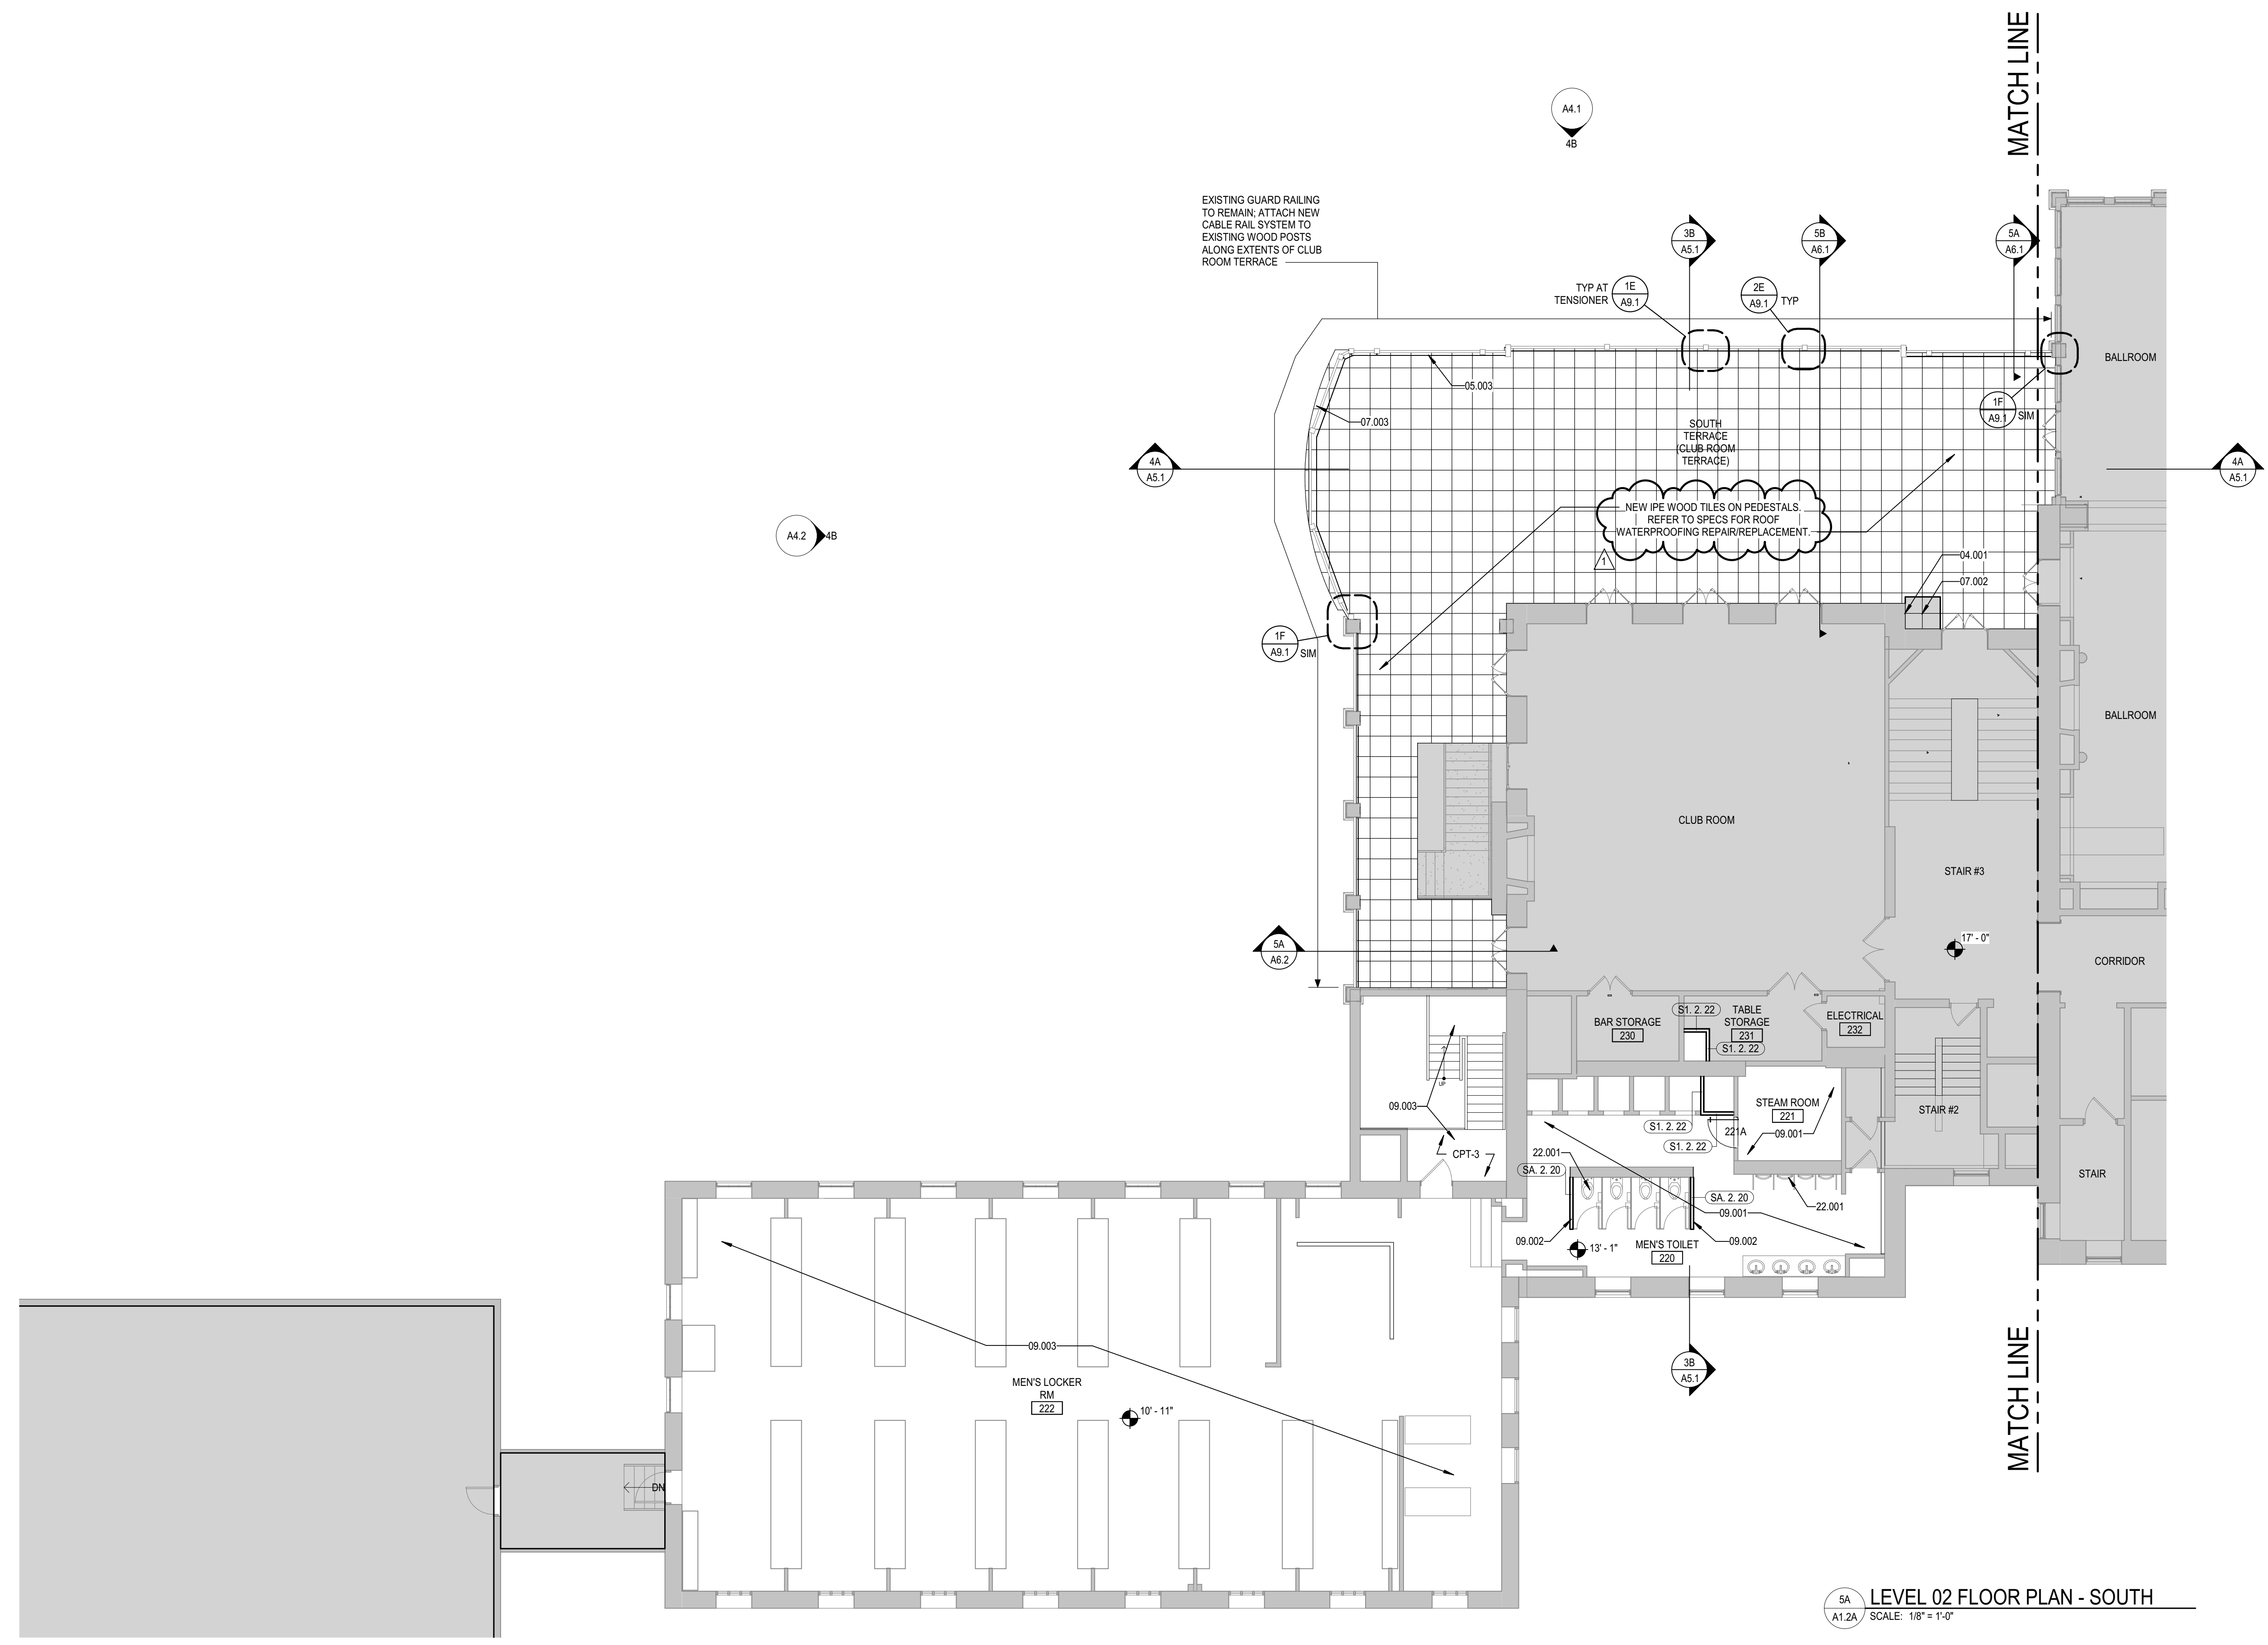 MATCH LINE
A4.1
4B
EXISTING GUARD RAILING
TO REMAIN; ATTACH NEW
CABLE RAIL SYSTEM TO
EXISTING WOOD POSTS
ALONG EXTENTS OF CLUB
ROOM TERRACE
3B
A5.1
5B
A6.1
5A
A6.1
TYP AT
TENSIONER
1E
A9.1
2E
A9.1
TYP
BALLROOM
05.003
07.003
1F
A9.1
SIM
SOUTH
TERRACE
(CLUB ROOM
TERRACE)
4A
A5.1
4A
A5.1
NEW IPE WOOD TILES ON PEDESTALS.
REFER TO SPECS FOR ROOF
WATERPROOFING REPAIR/REPLACEMENT.
1
A4.2
4B
04.001
07.002
1F
A9.1
SIM
BALLROOM
CLUB ROOM
STAIR #3
5A
A6.2
17' - 0"
CORRIDOR
S1. 2. 22
BAR STORAGE
230
TABLE
STORAGE
231
ELECTRICAL
232
S1. 2. 22
UP
09.003
STEAM ROOM
221
STAIR #2
S1. 2. 22
221A
09.001
S1. 2. 22
CPT-3
22.001
SA. 2. 20
STAIR
SA. 2. 20
22.001
09.001
09.002
13' - 1"
MEN'S TOILET
220
09.002
09.003
3B
A5.1
MEN'S LOCKER
RM
222
10' - 11"
MATCH LINE
DN
5A
A1.2A
LEVEL 02 FLOOR PLAN - SOUTH
SCALE: 1/8" = 1'-0"